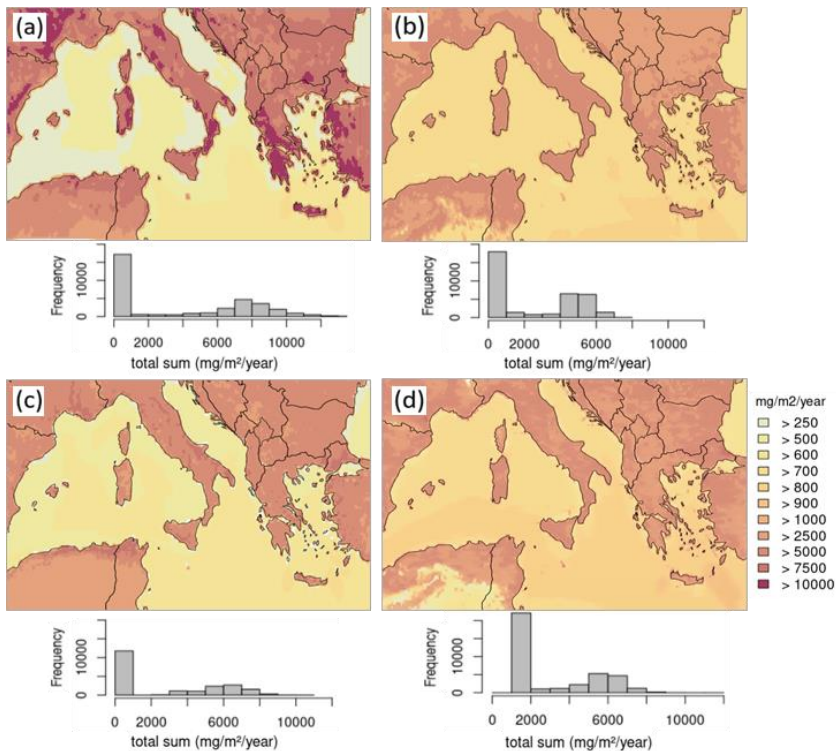 (a)
(b)
Frequency
0 10000
0 2000 6000 10000
total sum (mg/m²/year)
Frequency
0 10000
0 2000 6000 10000
total sum (mg/m²/year)
(c)
(d)
mg/m2/year
> 250
> 500
> 600
> 700
> 800
> 900
> 1000
> 2500
> 5000
> 7500
> 10000
Frequency
0 10000
0 2000 6000 10000
total sum (mg/m²/year)
Frequency
0 10000
0 2000 6000 10000
total sum (mg/m²/year)